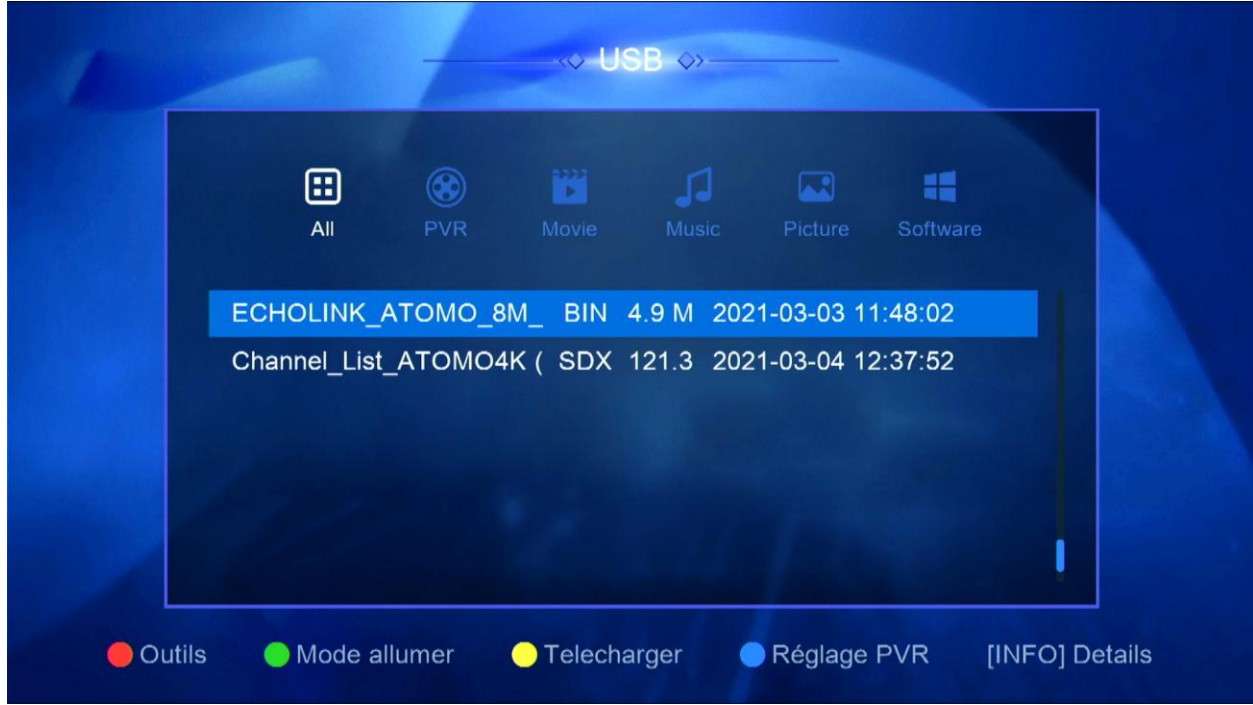 USB
All PVR Movie Music Picture Software
ECHOLINK_ATOMO_8M_ BIN 4.9 M 2021-03-03 11:48:02
Channel_List_ATOMO4K ( SDX 121.3 2021-03-04 12:37:52
Outils Mode allumer Telecharger Réglage PVR [INFO] Details